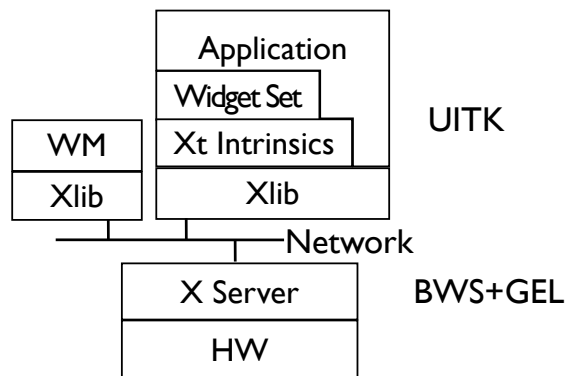 Application
Widget Set
UITK
WM
Xt Intrinsics
Xlib
Xlib
Network
X Server
BWS+GEL
HW